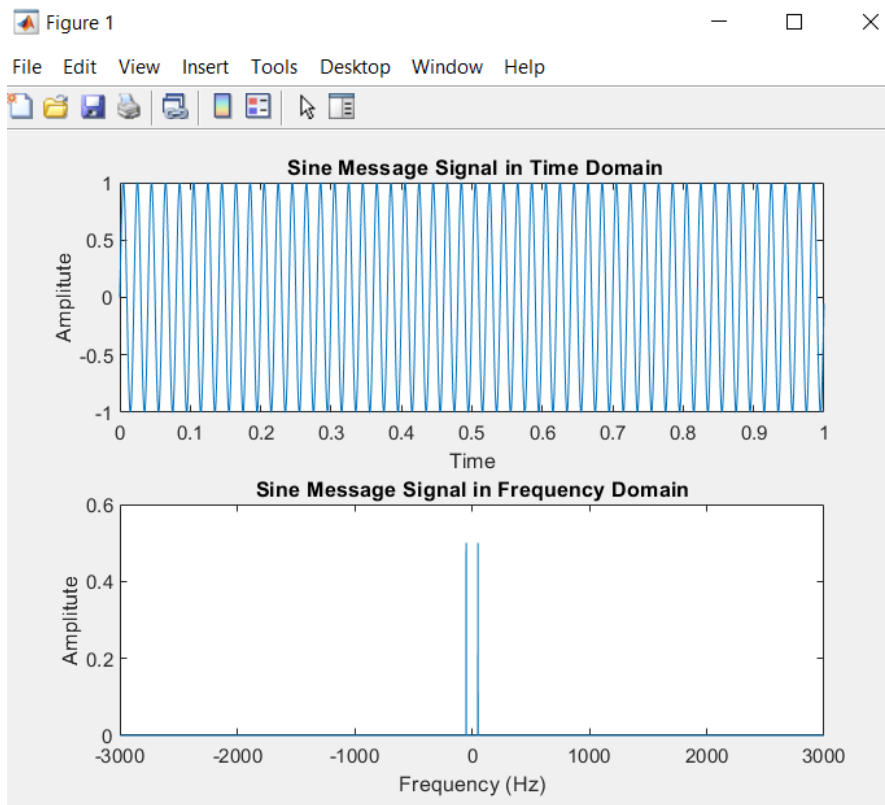 Figure 1
File Edit View Insert Tools Desktop Window Help
Sine Message Signal in Time Domain
1
0.5
0
-0.5
-1
Amplitute
0 0.1 0.2 0.3 0.4 0.5 0.6 0.7 0.8 0.9 1
Time
Sine Message Signal in Frequency Domain
0.6
0.4
0.2
0
Amplitute
-3000 -2000 -1000 0 1000 2000 3000
Frequency (Hz)